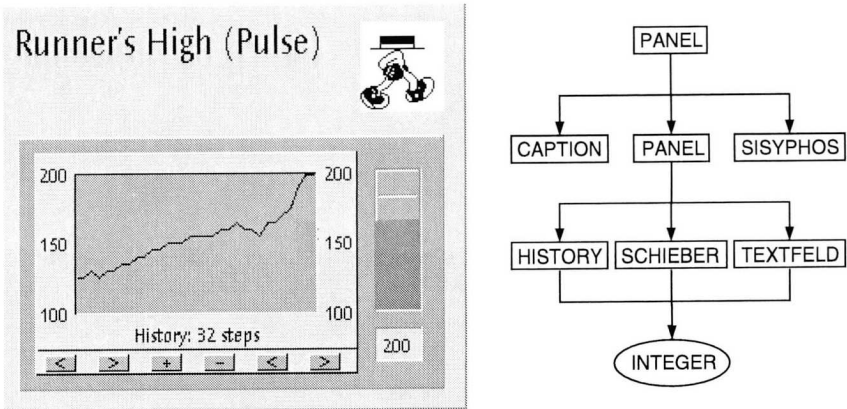 Runner's High (Pulse)
200 200
150 150
100 100
History: 32 steps
< > + - < >
200
PANEL
CAPTION PANEL SISYPHOS
HISTORY SCHIEBER TEXTFELD
INTEGER